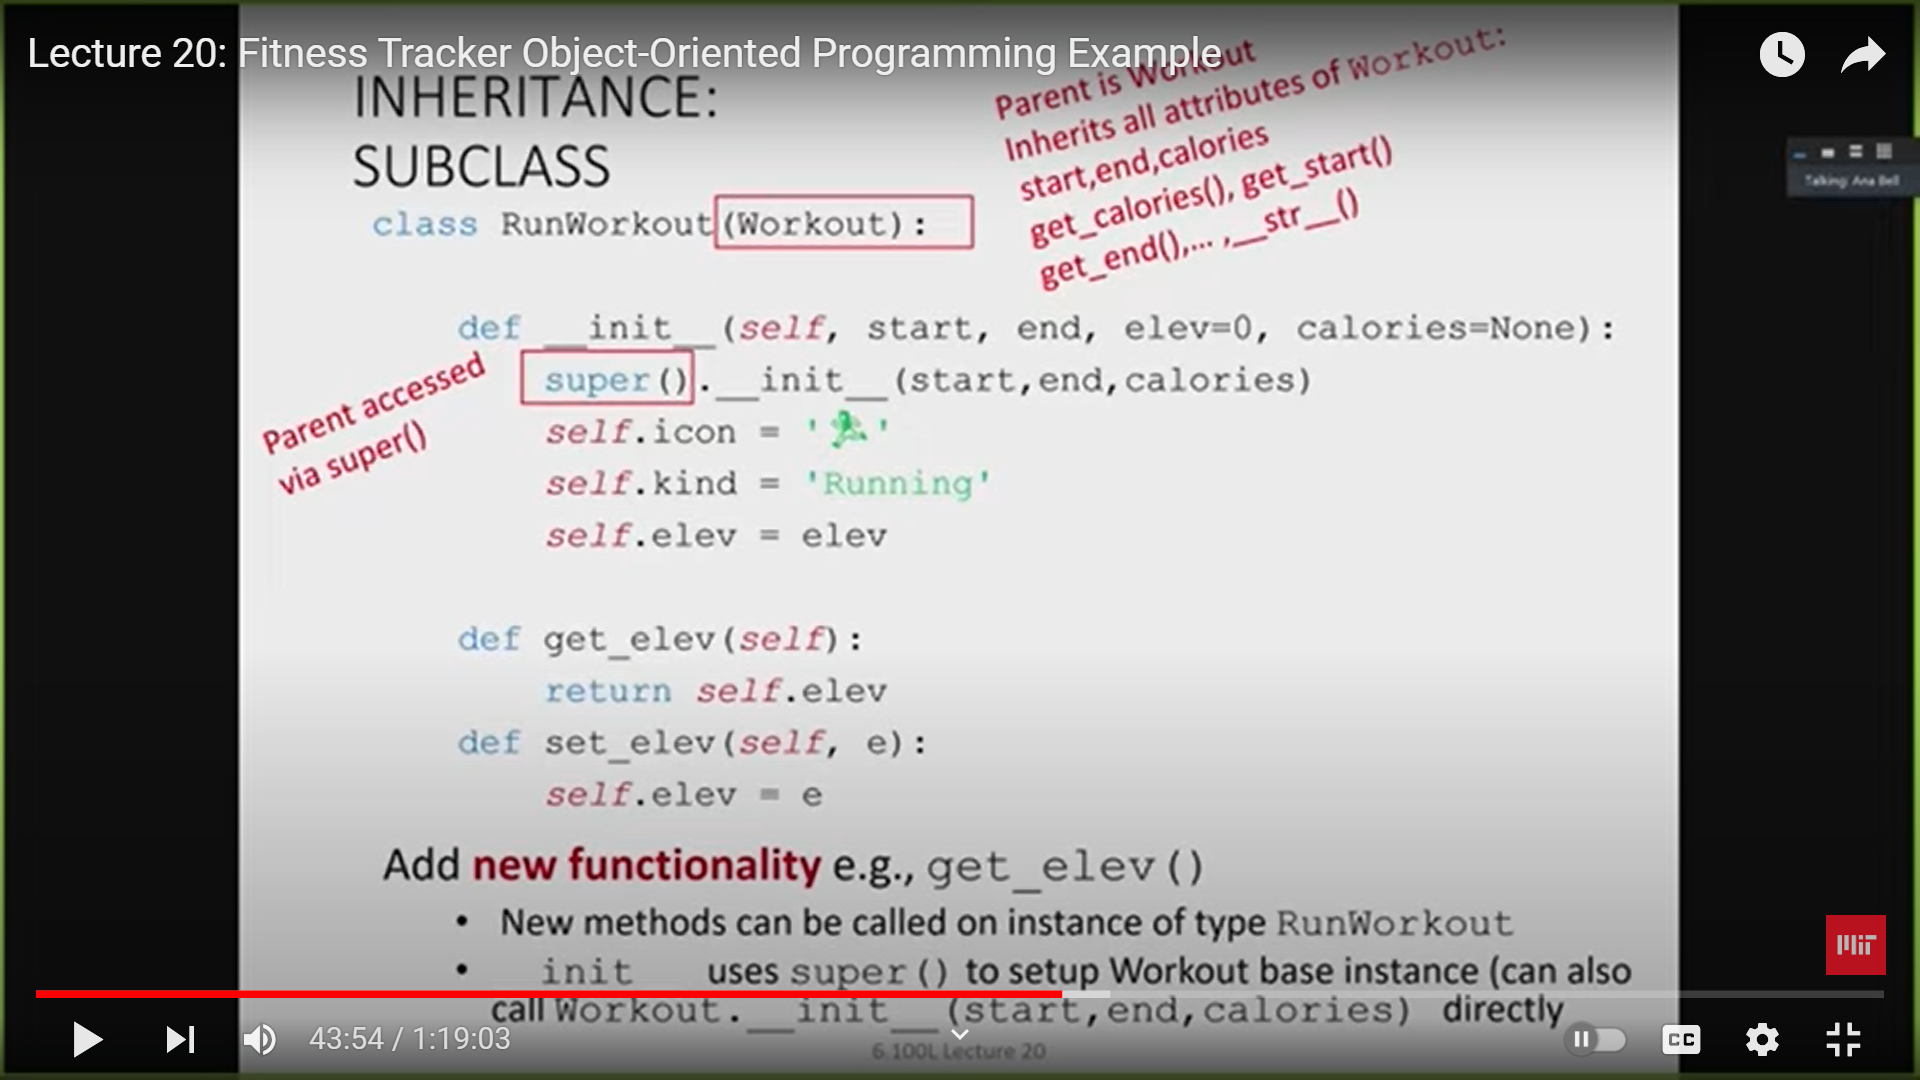 Lecture 20: Fitness Tracker Object-Oriented Programming Example
INHERITANCE:
SUBCLASS
Parent is Workout
Inherits all attributes of Workout:
start,end,calories
get_calories(), get_start()
get_end(),... ,__str__()
Talking: Ana Bell
class RunWorkout(Workout):
def __init__(self, start, end, elev=0, calories=None):
super().__init__(start,end,calories)
Parent accessed
via super()
self.icon = '🏃'
self.kind = 'Running'
self.elev = elev
def get_elev(self):
return self.elev
def set_elev(self, e):
self.elev = e
Add new functionality e.g., get_elev()
• New methods can be called on instance of type RunWorkout
• __init__ uses super() to setup Workout base instance (can also
call Workout.__init__(start,end,calories) directly
MIT
43:54 / 1:19:03
CC
6.100L Lecture 20